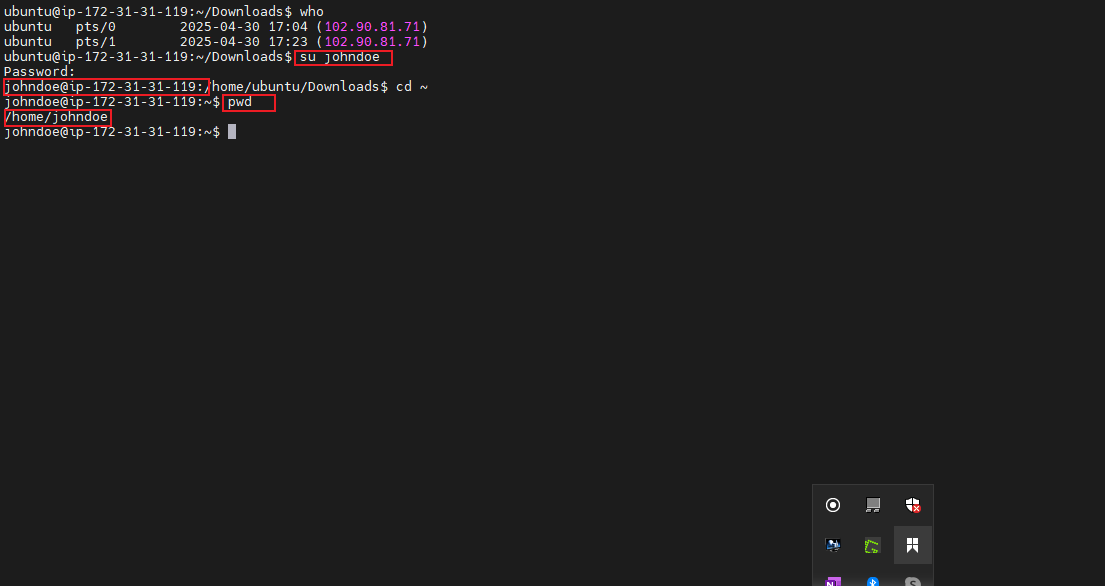 ubuntu@ip-172-31-31-119:~/Downloads$ who
ubuntu   pts/0        2025-04-30 17:04 (102.90.81.71)
ubuntu   pts/1        2025-04-30 17:23 (102.90.81.71)
ubuntu@ip-172-31-31-119:~/Downloads$ su johndoe
Password:
johndoe@ip-172-31-31-119:/home/ubuntu/Downloads$ cd ~
johndoe@ip-172-31-31-119:~$ pwd
/home/johndoe
johndoe@ip-172-31-31-119:~$